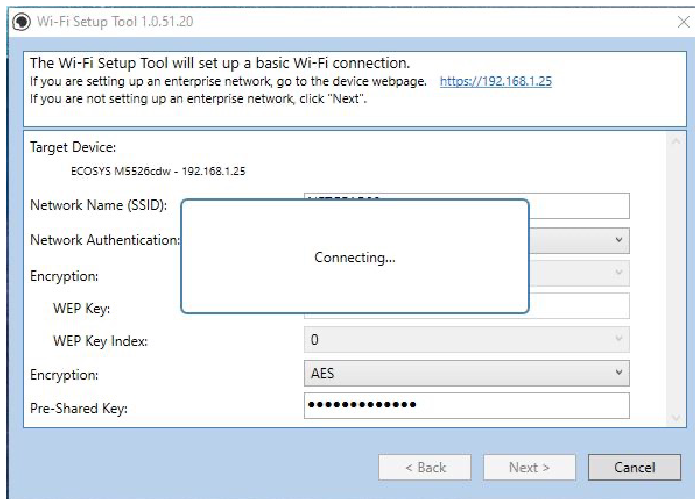 Wi-Fi Setup Tool 1.0.51.20
The Wi-Fi Setup Tool will set up a basic Wi-Fi connection.
If you are setting up an enterprise network, go to the device webpage. https://192.168.1.25
If you are not setting up an enterprise network, click "Next".
Target Device:
ECOSYS M5526cdw - 192.168.1.25
Network Name (SSID):
Network Authentication:
Connecting...
Encryption:
WEP Key:
WEP Key Index: 0
Encryption: AES
Pre-Shared Key: •••••••••••••
< Back Next > Cancel